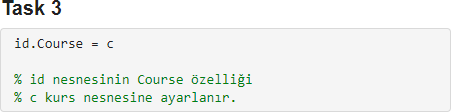 Task 3
id.Course = c
% id nesnesinin Course özelliği
% c kurs nesnesine ayarlanır.